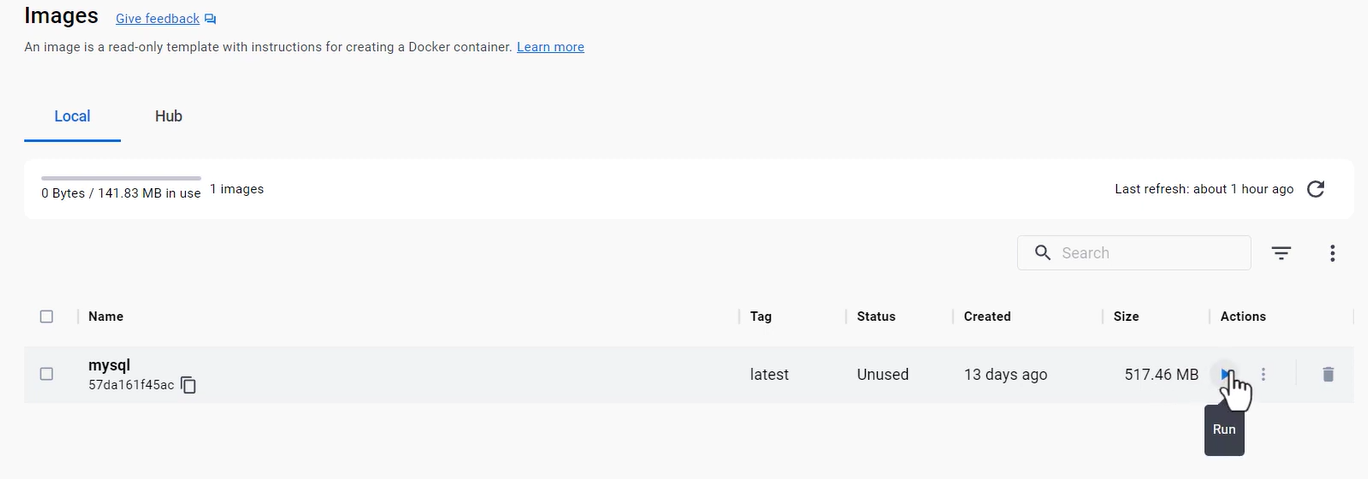 Images Give feedback
An image is a read-only template with instructions for creating a Docker container. Learn more
Local Hub
0 Bytes / 141.83 MB in use 1 images Last refresh: about 1 hour ago
Search
Name Tag Status Created Size Actions
mysql
57da161f45ac latest Unused 13 days ago 517.46 MB
Run